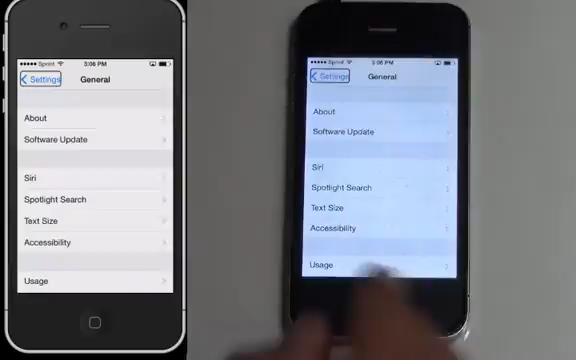 ●●●●● Sprint 3:06 PM
Settings General
About
Software Update
Siri
Spotlight Search
Text Size
Accessibility
Usage
●●●●● Sprint 3:06 PM
Settings General
About
Software Update
Siri
Spotlight Search
Text Size
Accessibility
Usage